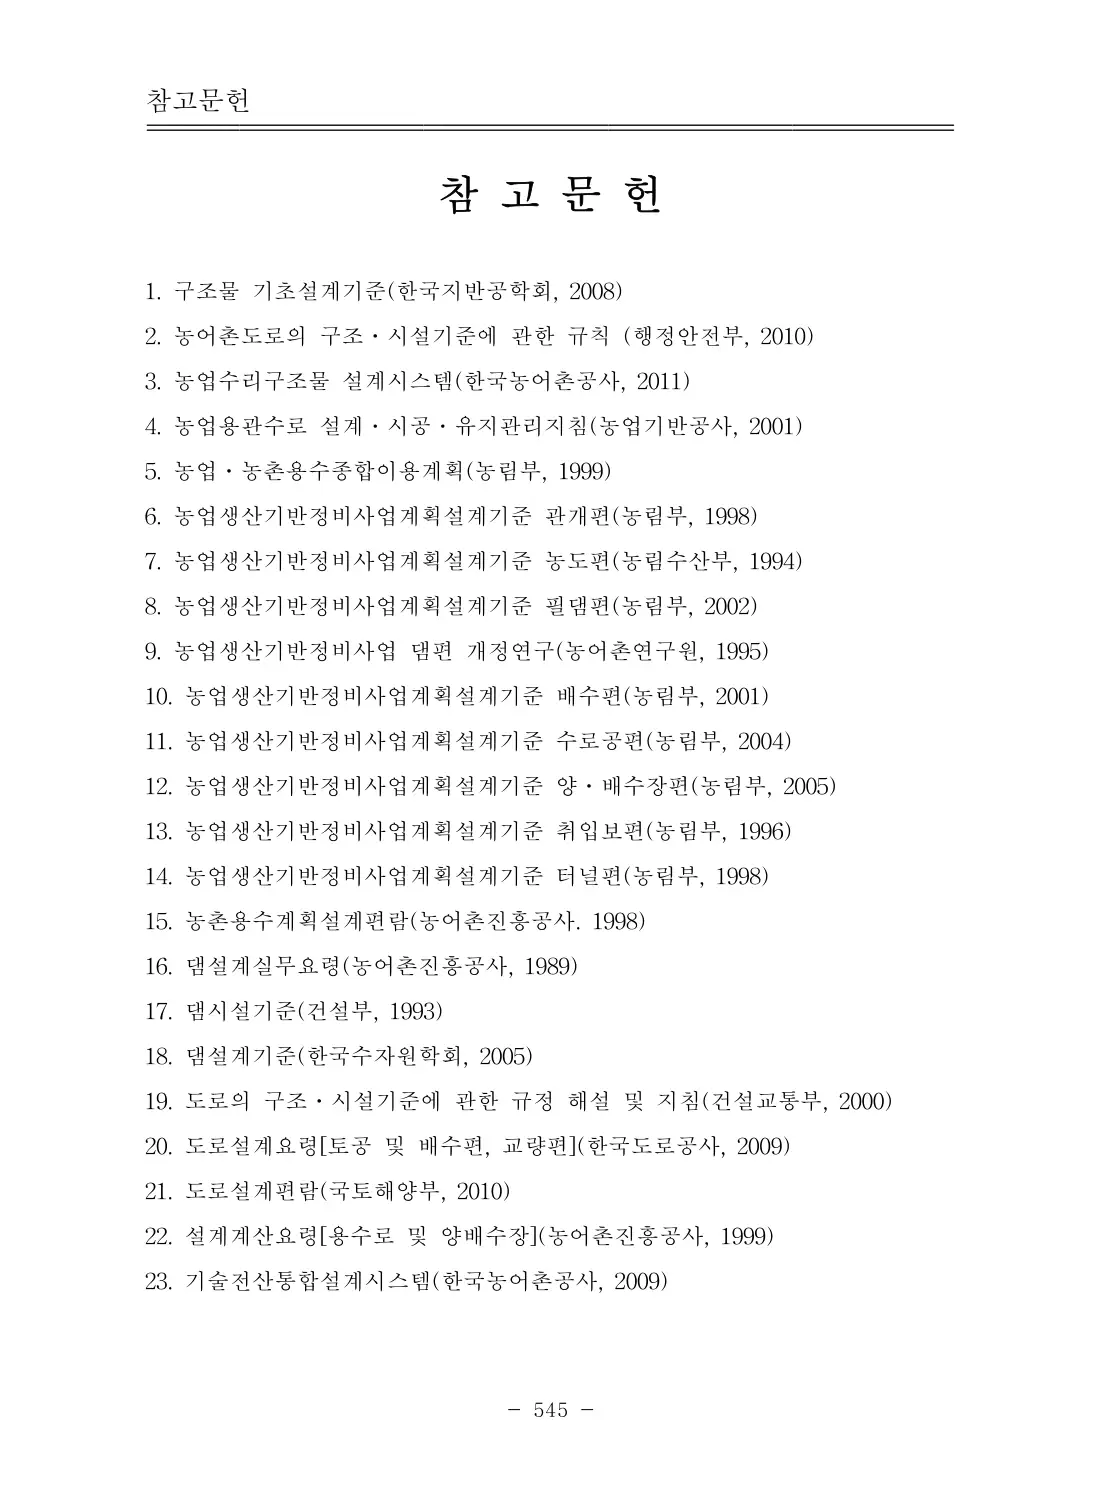 참고문헌
참 고 문 헌
1. 구조물 기초설계기준(한국지반공학회, 2008)
2. 농어촌도로의 구조・시설기준에 관한 규칙 (행정안전부, 2010)
3. 농업수리구조물 설계시스템(한국농어촌공사, 2011)
4. 농업용관수로 설계・시공・유지관리지침(농업기반공사, 2001)
5. 농업・농촌용수종합이용계획(농림부, 1999)
6. 농업생산기반정비사업계획설계기준 관개편(농림부, 1998)
7. 농업생산기반정비사업계획설계기준 농도편(농림수산부, 1994)
8. 농업생산기반정비사업계획설계기준 필댐편(농림부, 2002)
9. 농업생산기반정비사업 댐편 개정연구(농어촌연구원, 1995)
10. 농업생산기반정비사업계획설계기준 배수편(농림부, 2001)
11. 농업생산기반정비사업계획설계기준 수로공편(농림부, 2004)
12. 농업생산기반정비사업계획설계기준 양・배수장편(농림부, 2005)
13. 농업생산기반정비사업계획설계기준 취입보편(농림부, 1996)
14. 농업생산기반정비사업계획설계기준 터널편(농림부, 1998)
15. 농촌용수계획설계편람(농어촌진흥공사. 1998)
16. 댐설계실무요령(농어촌진흥공사, 1989)
17. 댐시설기준(건설부, 1993)
18. 댐설계기준(한국수자원학회, 2005)
19. 도로의 구조・시설기준에 관한 규정 해설 및 지침(건설교통부, 2000)
20. 도로설계요령[토공 및 배수편, 교량편](한국도로공사, 2009)
21. 도로설계편람(국토해양부, 2010)
22. 설계계산요령[용수로 및 양배수장](농어촌진흥공사, 1999)
23. 기술전산통합설계시스템(한국농어촌공사, 2009)
- 545 -